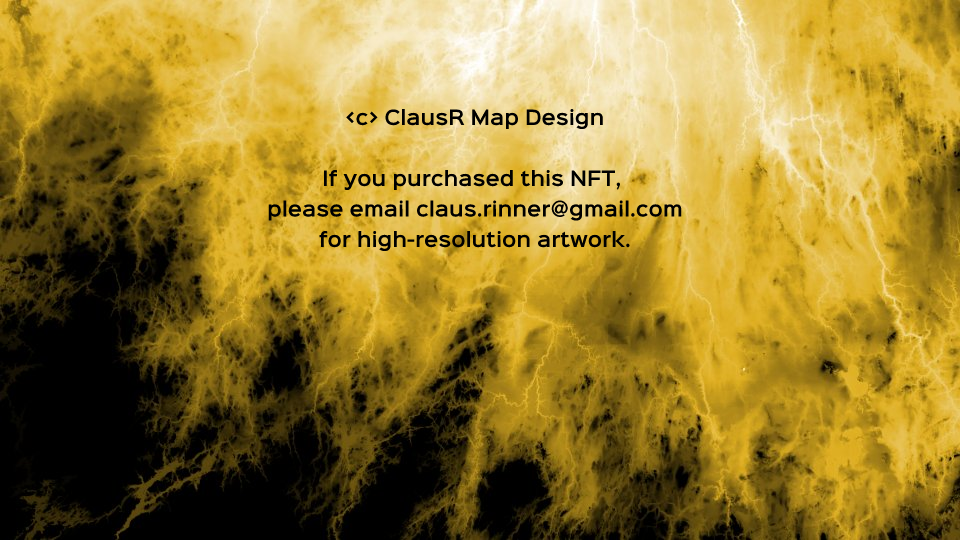 <c> ClausR Map Design
If you purchased this NFT,
please email claus.rinner@gmail.com
for high-resolution artwork.